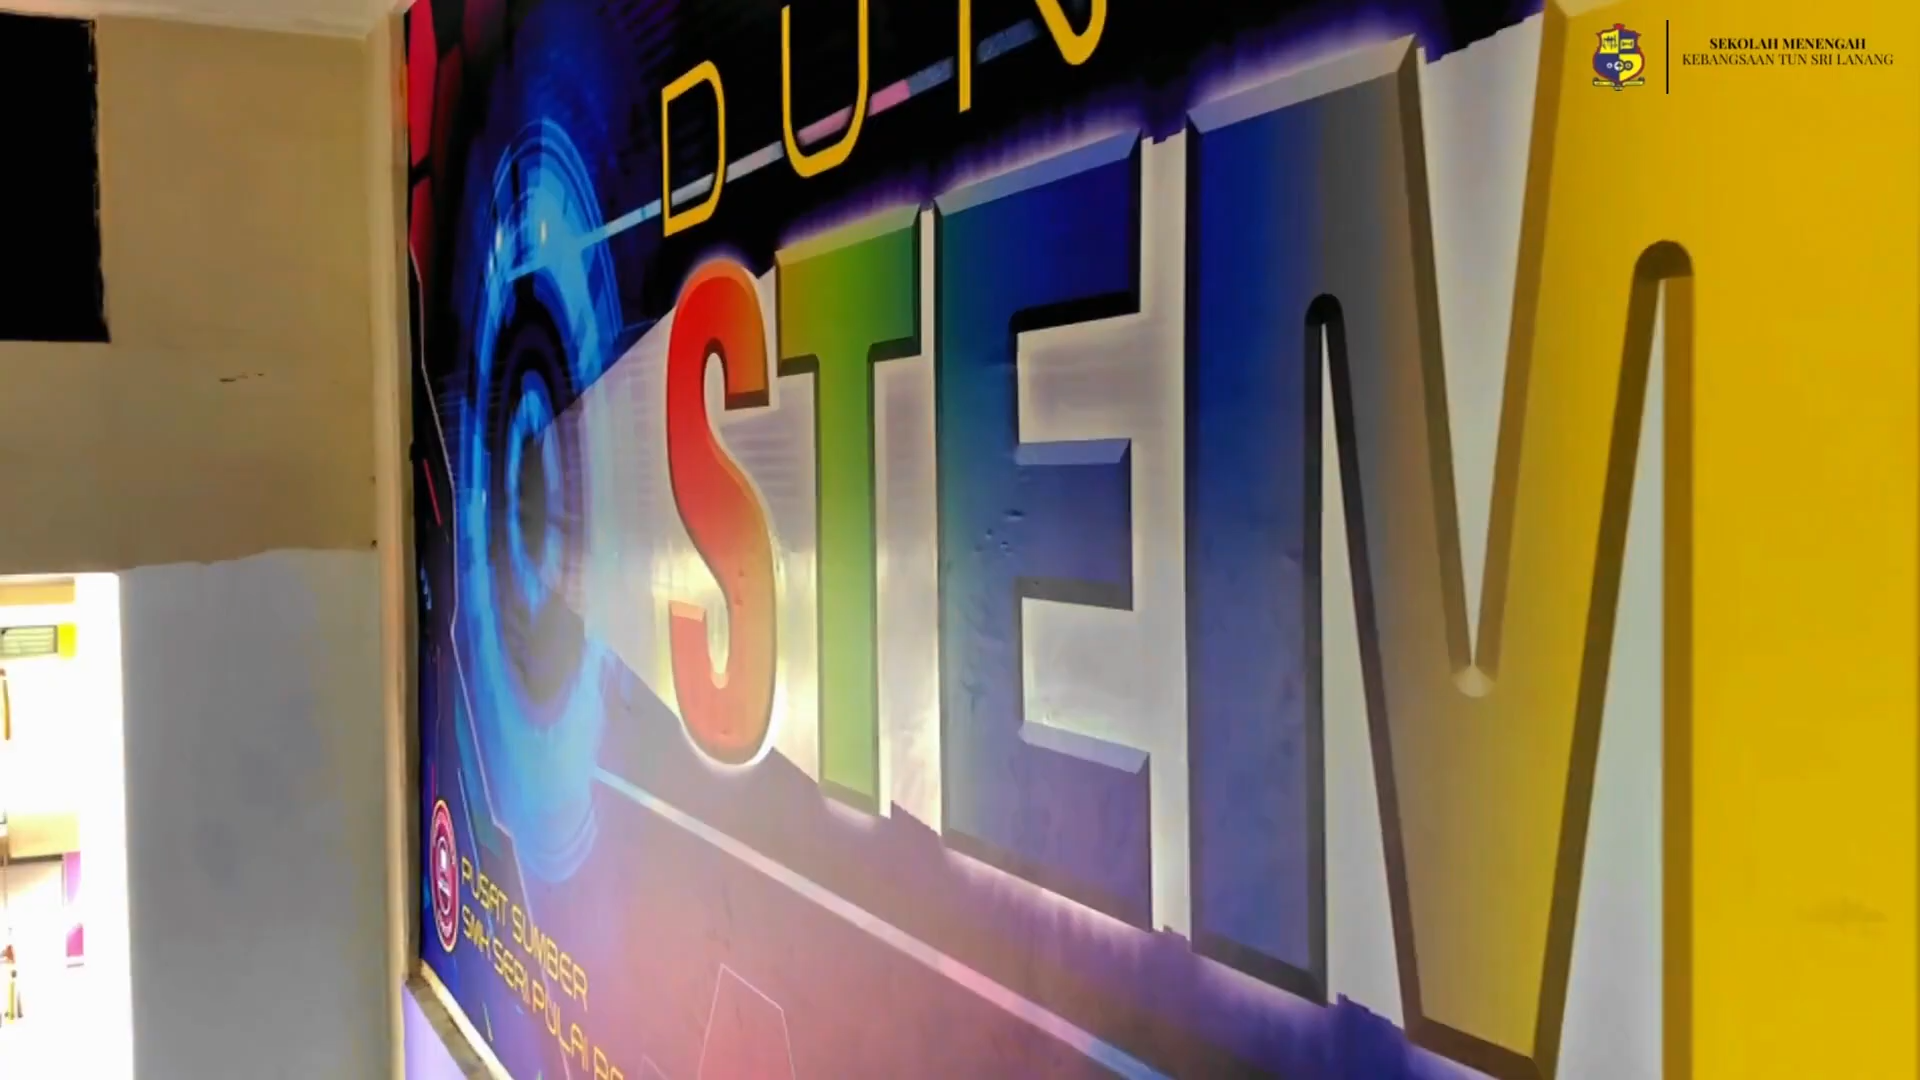 SEKOLAH MENENGAH
KEBANGSAAN TUN SRI LANANG
STEM
PUSAT SUMBER
SMK SERI PULAI